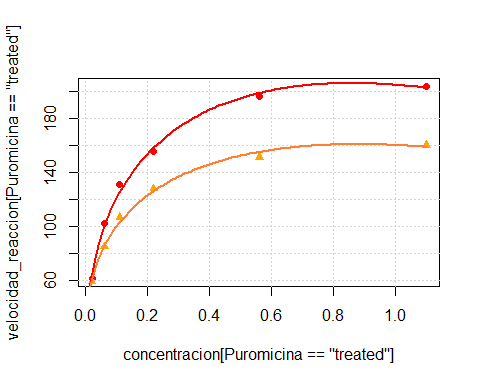 velocidad_reaccion[Puromicina == "treated"]
180
140
100
60
0.0 0.2 0.4 0.6 0.8 1.0
concentracion[Puromicina == "treated"]